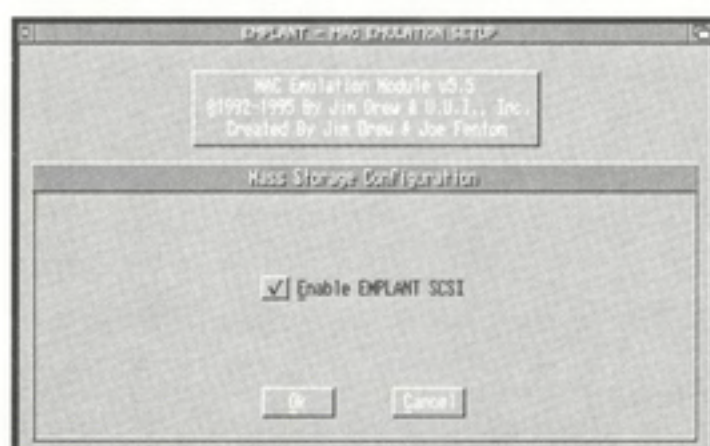 EMPLANT - MAC EMULATION SETUP
MAC Emulation Module v5.5
©1992-1995 By Jim Drew & U.U.I., Inc.
Created By Jim Drew & Joe Fenton
Mass Storage Configuration
Enable EMPLANT SCSI
Ok
Cancel